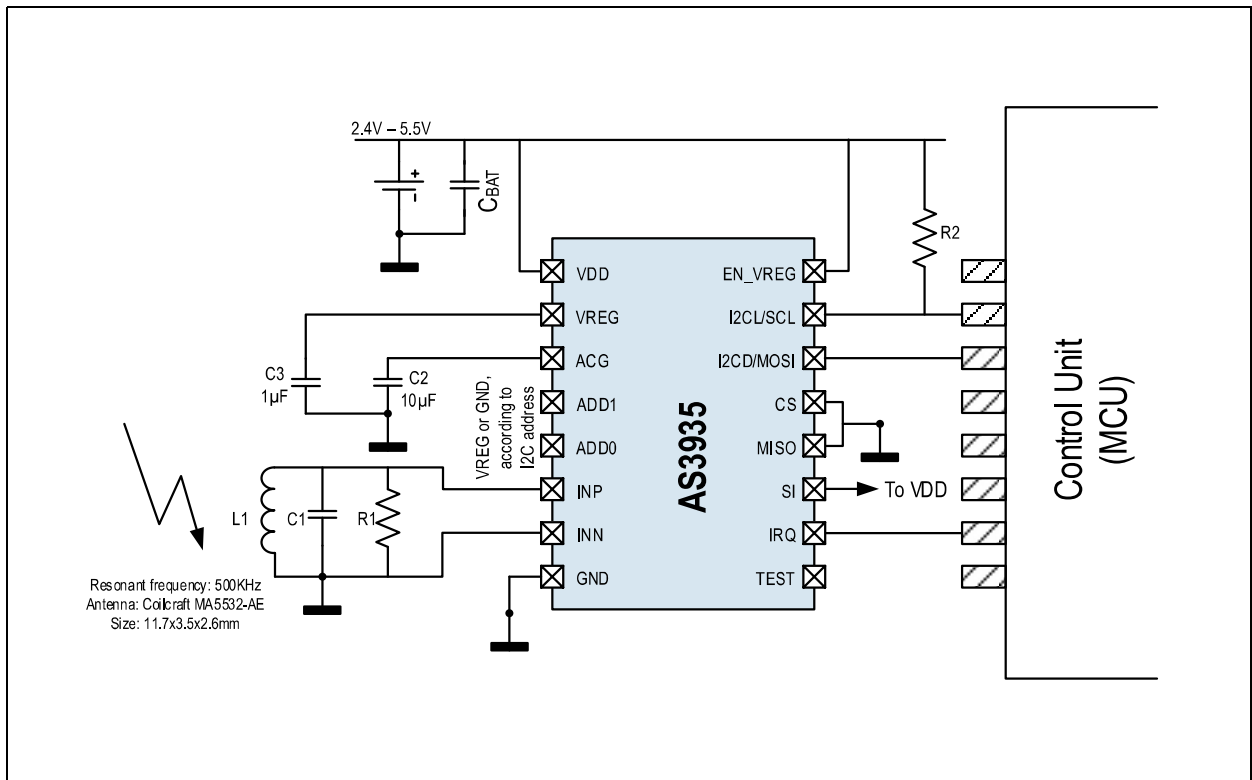 2.4V – 5.5V
+
-
CBAT
R2
VDD
VREG
ACG
ADD1
ADD0
INP
INN
GND
AS3935
EN_VREG
I2CL/SCL
I2CD/MOSI
CS
MISO
SI
IRQ
TEST
To VDD
Control Unit
(MCU)
C3
1µF
C2
10µF
VREG or GND,
according to
I2C address
L1
C1
R1
Resonant frequency: 500KHz
Antenna: Coilcraft MA5532-AE
Size: 11.7x3.5x2.6mm